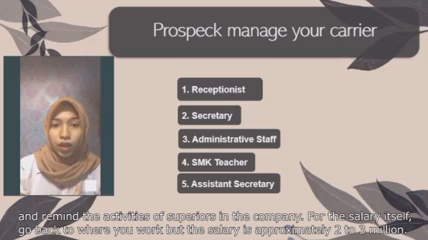 Prospeck manage your carrier
1. Receptionist
2. Secretary
3. Administrative Staff
4. SMK Teacher
5. Assistant Secretary
and remind the activities of superiors in the company. For the salary itself,
go back to where you work but the salary is approximately 2 to 3 million.